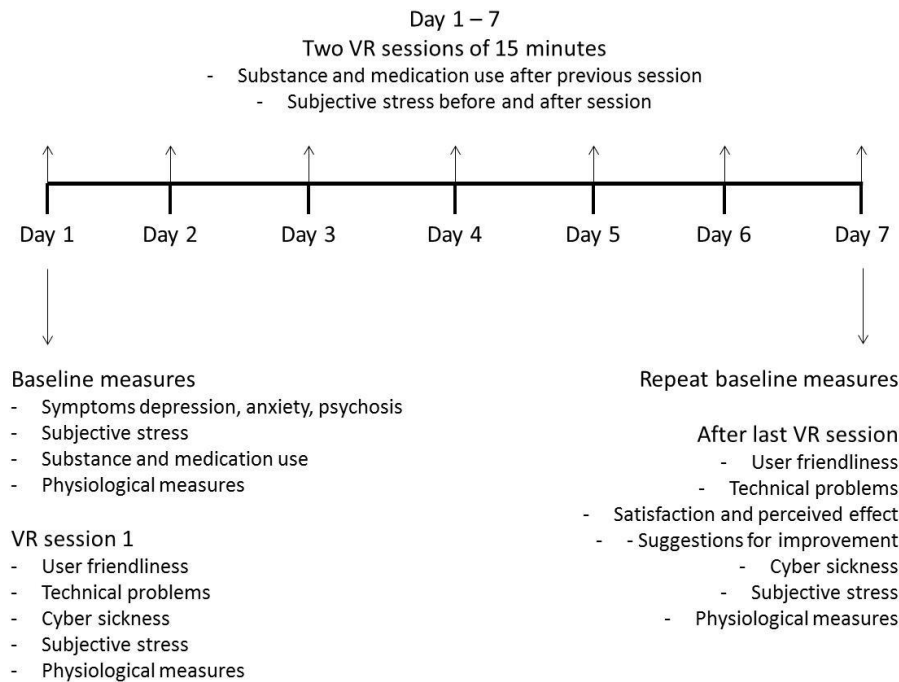 Day 1 – 7
Two VR sessions of 15 minutes
- Substance and medication use after previous session
- Subjective stress before and after session
Day 1 Day 2 Day 3 Day 4 Day 5 Day 6 Day 7
Baseline measures
- Symptoms depression, anxiety, psychosis
- Subjective stress
- Substance and medication use
- Physiological measures
VR session 1
- User friendliness
- Technical problems
- Cyber sickness
- Subjective stress
- Physiological measures
Repeat baseline measures
After last VR session
- User friendliness
- Technical problems
- Satisfaction and perceived effect
- - Suggestions for improvement
- Cyber sickness
- Subjective stress
- Physiological measures